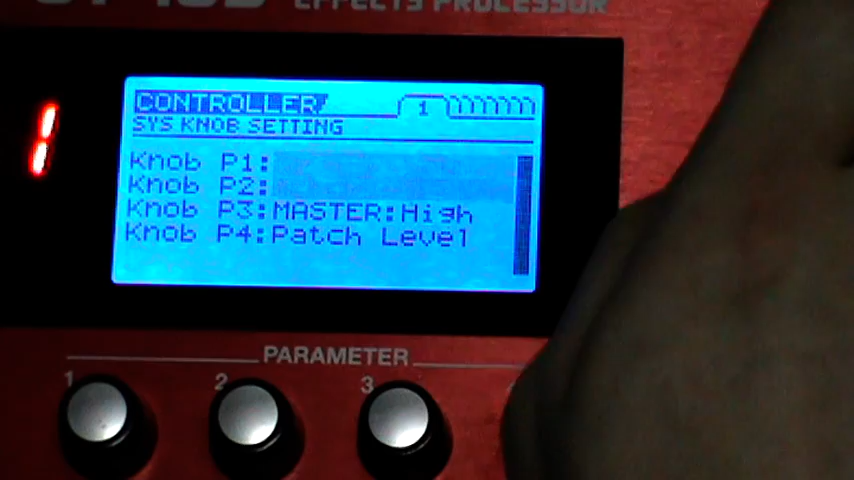 EFFECTS PROCESSOR
1
CONTROLLER
1
SYS KNOB SETTING
Knob P1:
Knob P2:
Knob P3:MASTER:High
Knob P4:Patch Level
PARAMETER
1
2
3